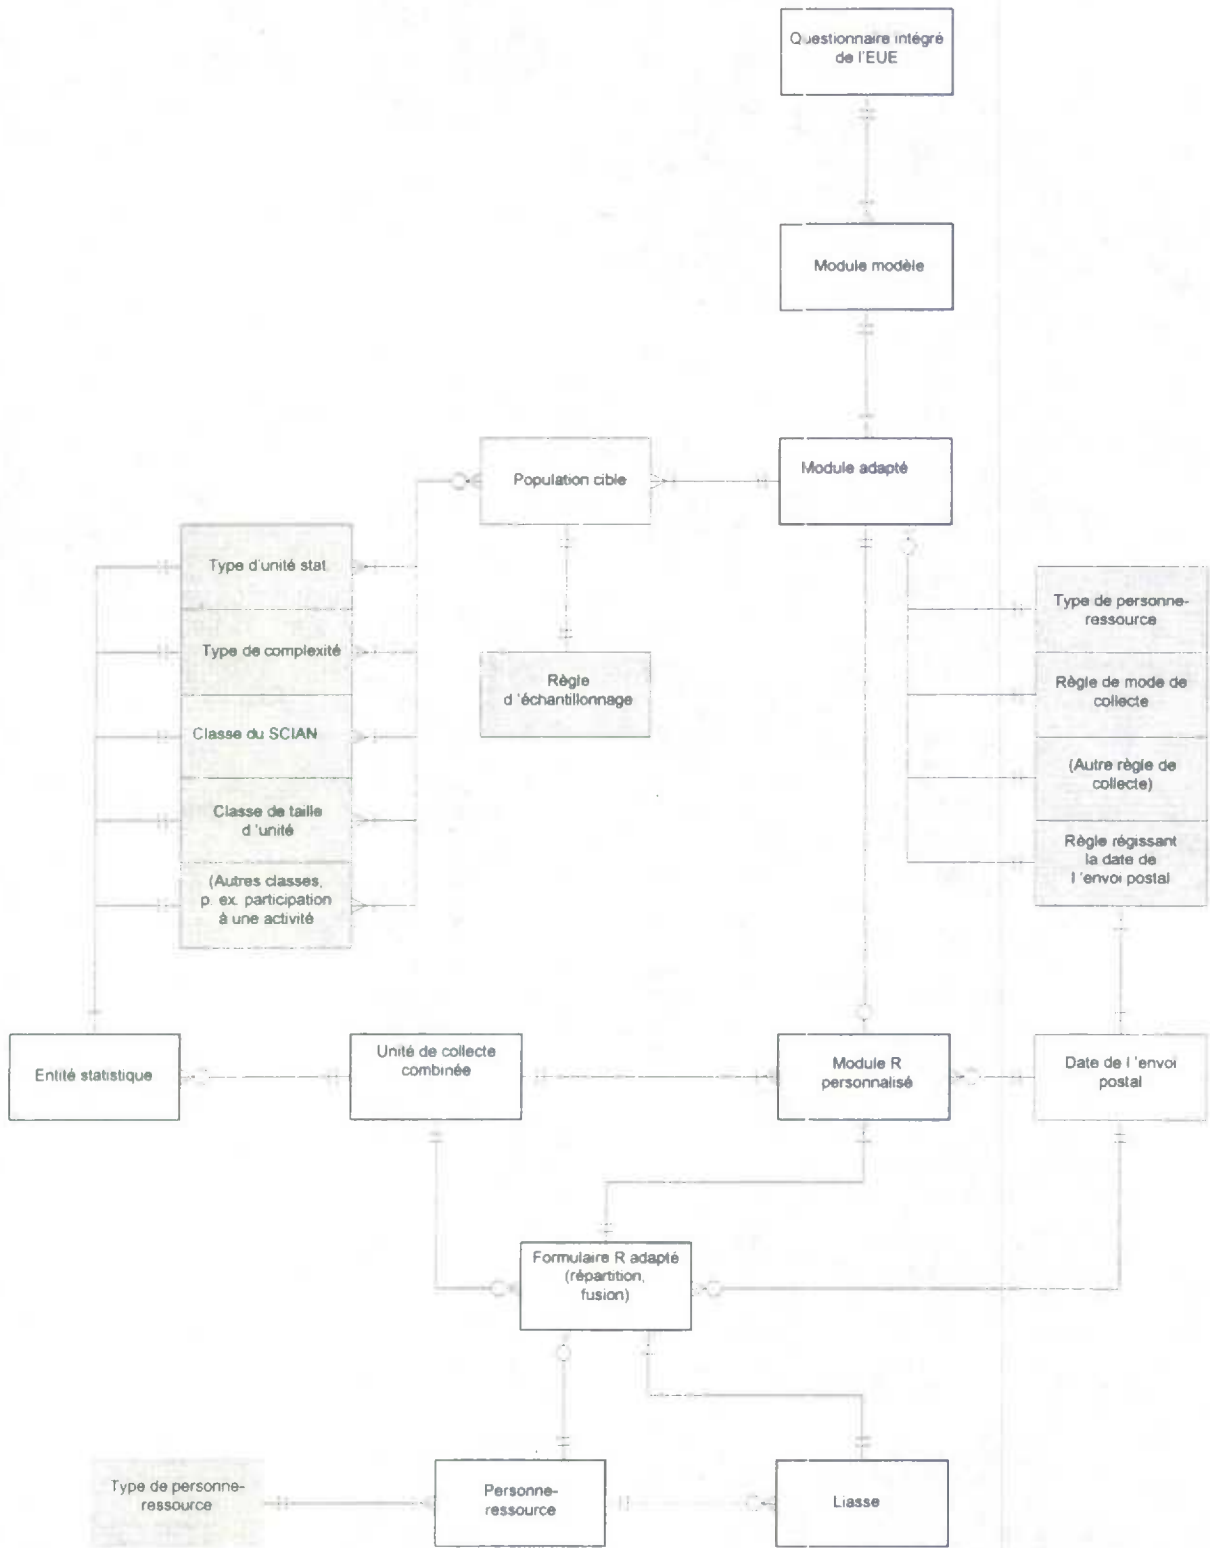 Questionnaire intégré
de l'EUE
Module modèle
Module adapté
Population cible
Type d'unité stat.
Type de complexité
Classe du SCIAN
Classe de taille
d 'unité
(Autres classes,
p. ex. participation
à une activité
Règle
d 'échantillonnage
Type de personne-
ressource
Règle de mode de
collecte
(Autre règle de
collecte)
Règle régissant
la date de
l 'envoi postal
Entité statistique
Unité de collecte
combinée
Module R
personnalisé
Date de l 'envoi
postal
Formulaire R adapté
(répartition,
fusion)
Type de personne-
ressource
Personne-
ressource
Liasse